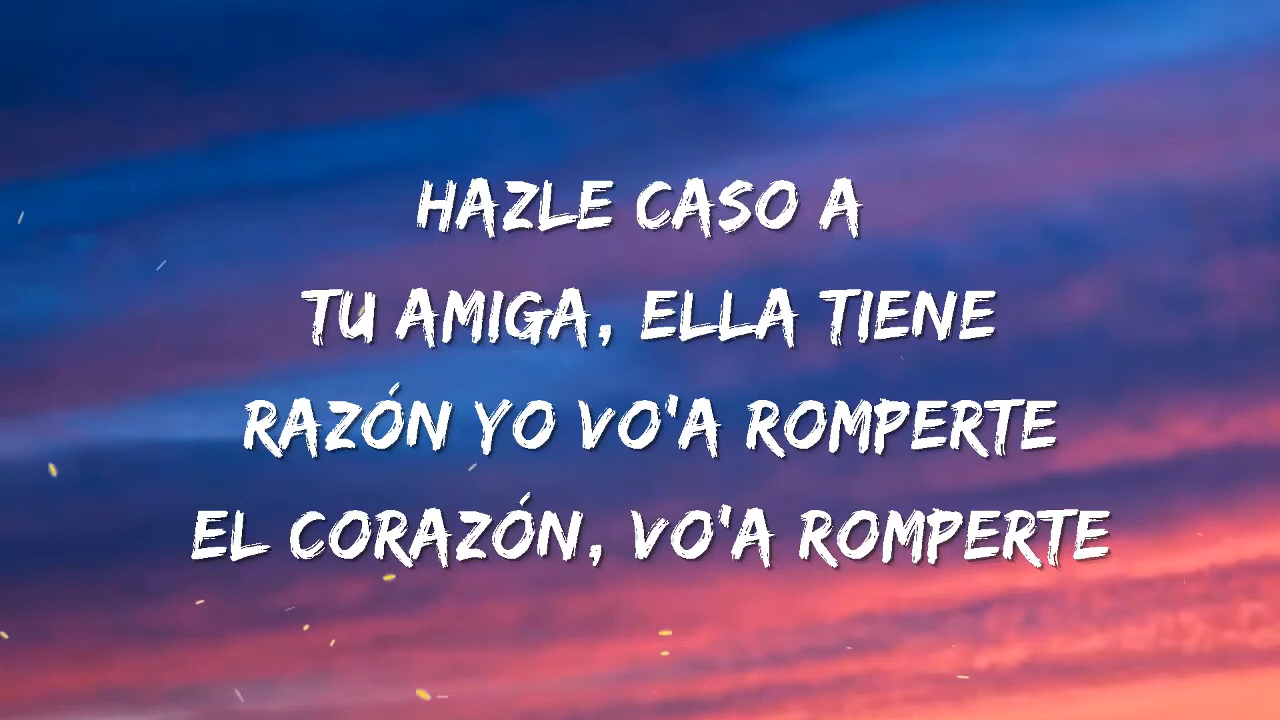 HAZLE CASO A
TU AMIGA, ELLA TIENE
RAZÓN YO VO'A ROMPERTE
EL CORAZÓN, VO'A ROMPERTE